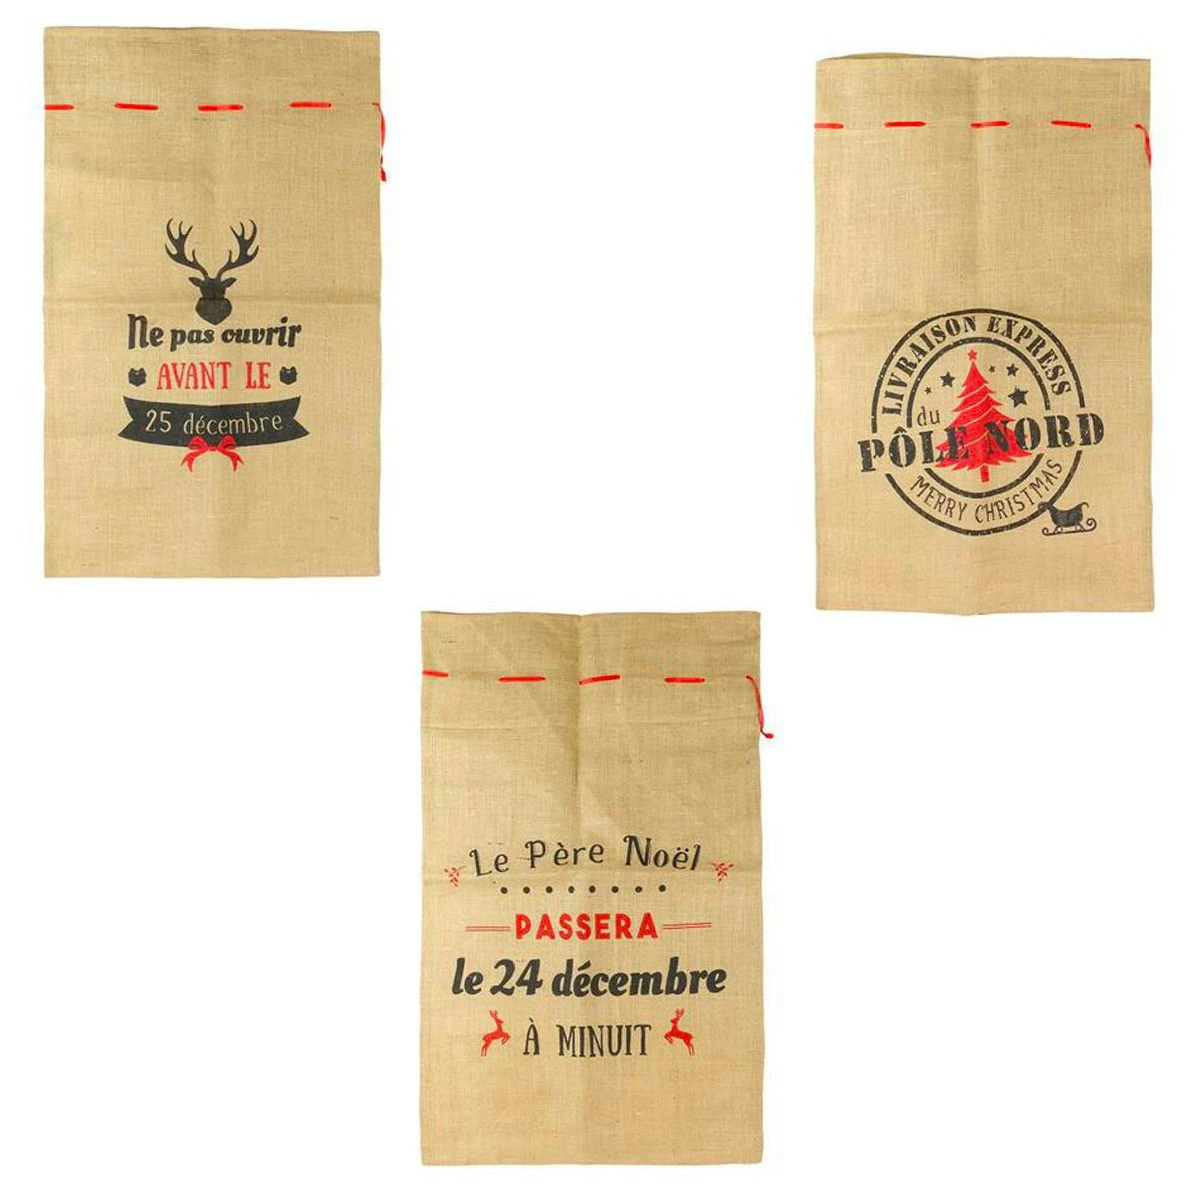 Ne pas ouvrir
AVANT LE
25 décembre
LIVRAISON EXPRESS
du
PÔLE NORD
MERRY CHRISTMAS
Le Père Noël
PASSERA
le 24 décembre
À MINUIT